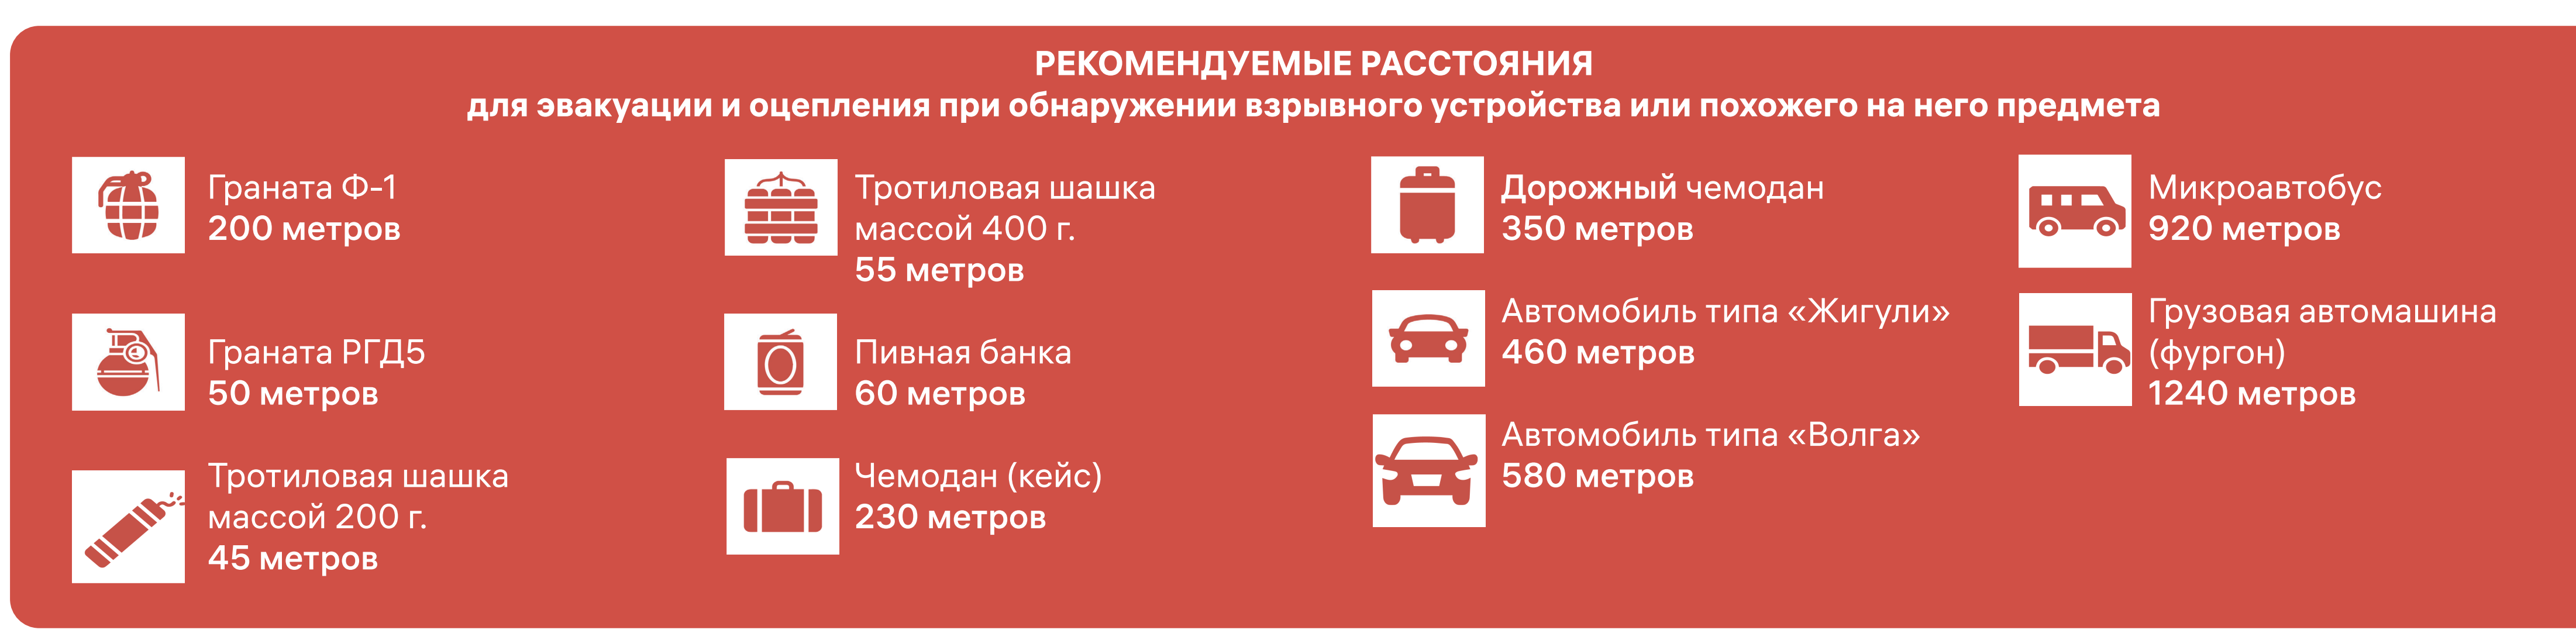 РЕКОМЕНДУЕМЫЕ РАССТОЯНИЯ
для эвакуации и оцепления при обнаружении взрывного устройства или похожего на него предмета
Граната Ф-1
200 метров
Граната РГД5
50 метров
Тротиловая шашка
массой 200 г.
45 метров
Тротиловая шашка
массой 400 г.
55 метров
Пивная банка
60 метров
Чемодан (кейс)
230 метров
Дорожный чемодан
350 метров
Автомобиль типа «Жигули»
460 метров
Автомобиль типа «Волга»
580 метров
Микроавтобус
920 метров
Грузовая автомашина
(фургон)
1240 метров